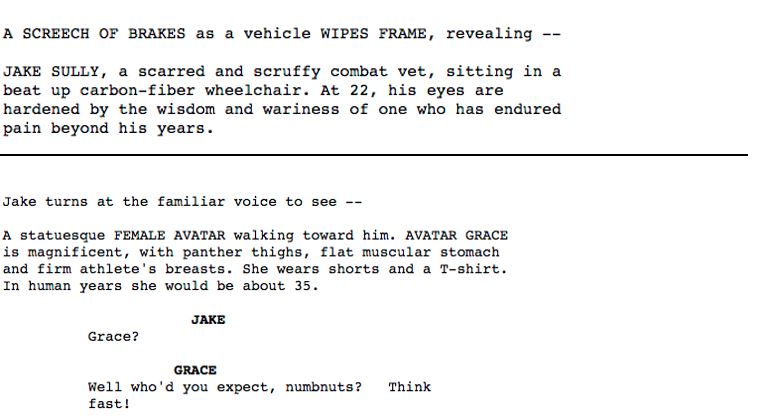 A SCREECH OF BRAKES as a vehicle WIPES FRAME, revealing --
JAKE SULLY, a scarred and scruffy combat vet, sitting in a
beat up carbon-fiber wheelchair. At 22, his eyes are
hardened by the wisdom and wariness of one who has endured
pain beyond his years.
Jake turns at the familiar voice to see --
A statuesque FEMALE AVATAR walking toward him. AVATAR GRACE
is magnificent, with panther thighs, flat muscular stomach
and firm athlete's breasts. She wears shorts and a T-shirt.
In human years she would be about 35.
JAKE
Grace?
GRACE
Well who'd you expect, numbnuts? Think
fast!